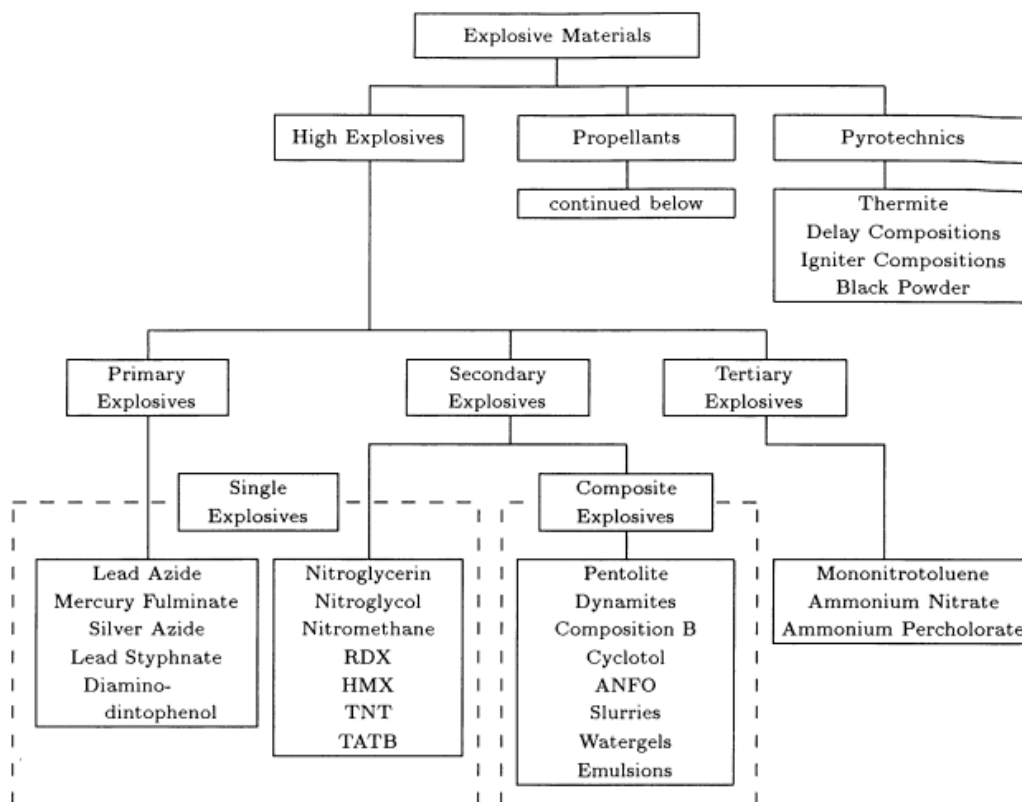 Explosive Materials
High Explosives
Propellants
Pyrotechnics
continued below
Thermite
Delay Compositions
Igniter Compositions
Black Powder
Primary
Explosives
Secondary
Explosives
Tertiary
Explosives
Single
Explosives
Composite
Explosives
Lead Azide
Mercury Fulminate
Silver Azide
Lead Styphnate
Diamino-
dintophenol
Nitroglycerin
Nitroglycol
Nitromethane
RDX
HMX
TNT
TATB
Pentolite
Dynamites
Composition B
Cyclotol
ANFO
Slurries
Watergels
Emulsions
Mononitrotoluene
Ammonium Nitrate
Ammonium Percholorate